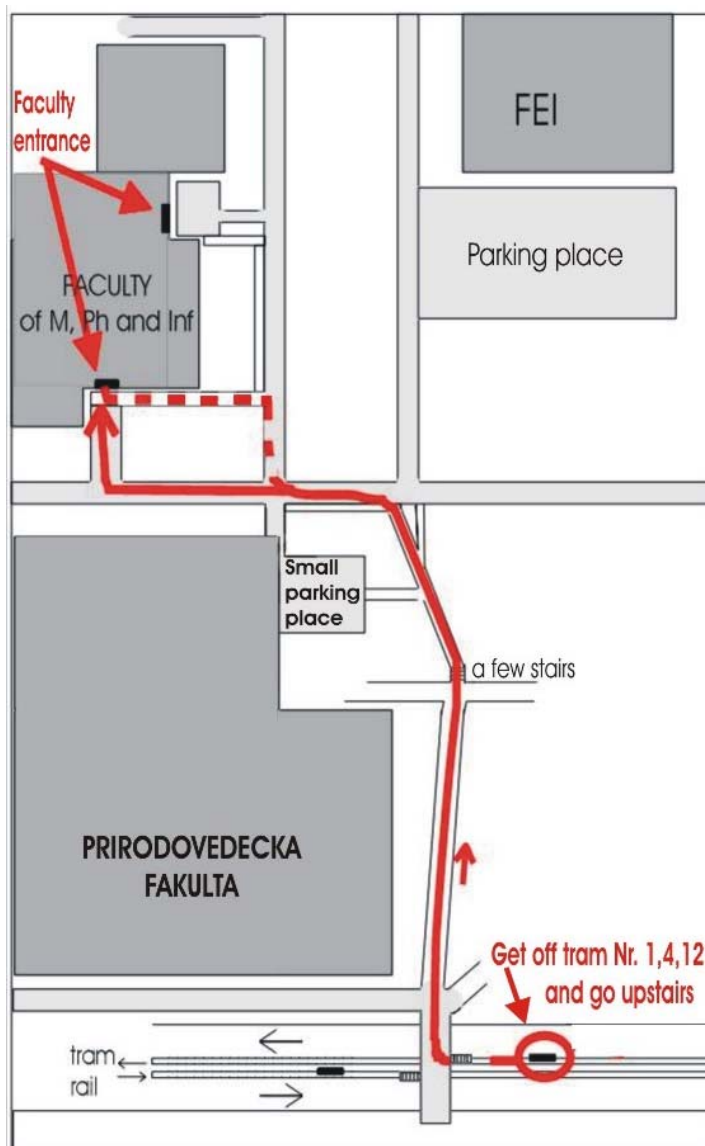 Faculty
entrance
FEI
Parking place
FACULTY
of M, Ph and Inf
Small
parking
place
a few stairs
PRIRODOVEDECKA
FAKULTA
Get off tram Nr. 1,4,12
and go upstairs
tram
rail